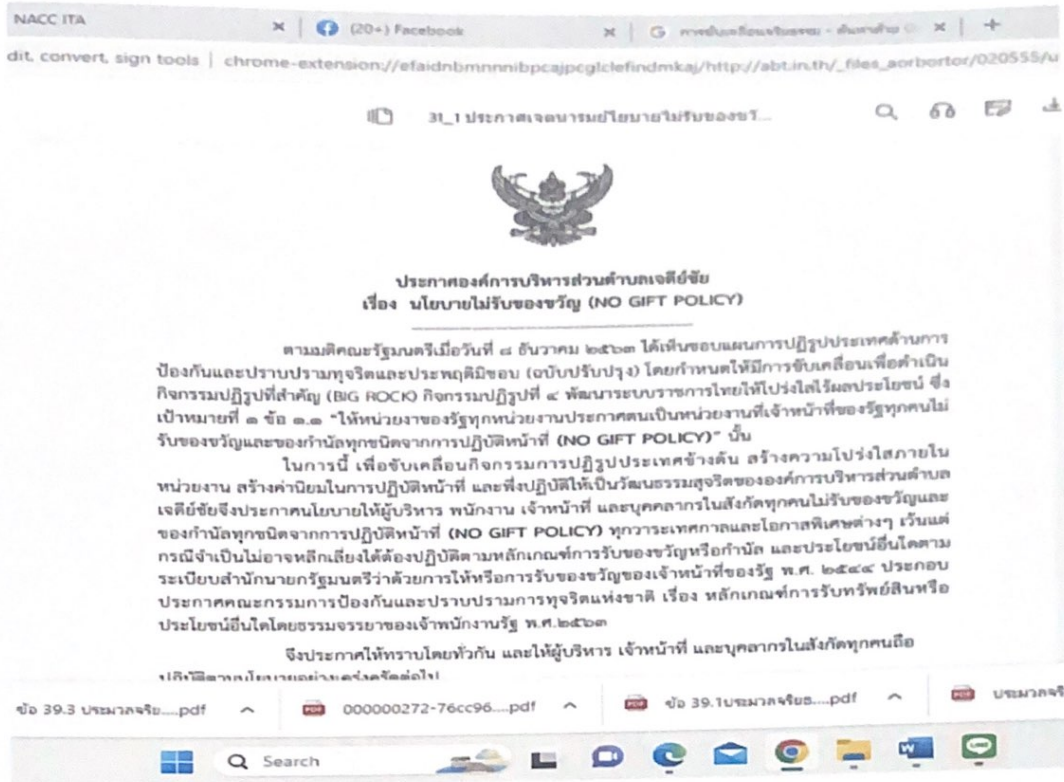 NACC ITA
(20+) Facebook
dit, convert, sign tools | chrome-extension://efaidnbmnnnibpcajpcglclefindmkaj/http://abt.in.th/_files_aorbortor/020555/u
31_1 ประกาศเจตนารมย์นโยบายไม่รับของขวั...
ประกาศองค์การบริหารส่วนตำบลเจดีย์ชัย
เรื่อง นโยบายไม่รับของขวัญ (NO GIFT POLICY)
ตามมติคณะรัฐมนตรีเมื่อวันที่ ๘ ธันวาคม ๒๕๖๓ ได้เห็นชอบแผนการปฏิรูปประเทศด้านการ
ป้องกันและปราบปรามทุจริตและประพฤติมิชอบ (ฉบับปรับปรุง) โดยกำหนดให้มีการขับเคลื่อนเพื่อดำเนิน
กิจกรรมปฏิรูปที่สำคัญ (BIG ROCK) กิจกรรมปฏิรูปที่ ๔ พัฒนาระบบราชการไทยให้โปร่งใสไร้ผลประโยชน์ ซึ่ง
เป้าหมายที่ ๑ ข้อ ๑.๑ "ให้หน่วยงาของรัฐทุกหน่วยงานประกาศตนเป็นหน่วยงานที่เจ้าหน้าที่ของรัฐทุกคนไม่
รับของขวัญและของกำนัลทุกชนิดจากการปฏิบัติหน้าที่ (NO GIFT POLICY)" นั้น
ในการนี้ เพื่อขับเคลื่อนกิจกรรมการปฏิรูปประเทศข้างต้น สร้างความโปร่งใสภายใน
หน่วยงาน สร้างค่านิยมในการปฏิบัติหน้าที่ และพึงปฏิบัติให้เป็นวัฒนธรรมสุจริตขององค์การบริหารส่วนตำบล
เจดีย์ชัยจึงประกาศนโยบายให้ผู้บริหาร พนักงาน เจ้าหน้าที่ และบุคลากรในสังกัดทุกคนไม่รับของขวัญและ
ของกำนัลทุกชนิดจากการปฏิบัติหน้าที่ (NO GIFT POLICY) ทุกวาระเทศกาลและโอกาสพิเศษต่างๆ เว้นแต่
กรณีจำเป็นไม่อาจหลีกเลี่ยงได้ต้องปฏิบัติตามหลักเกณฑ์การรับของขวัญหรือกำนัล และประโยชน์อื่นใดตาม
ระเบียบสำนักนายกรัฐมนตรีว่าด้วยการให้หรือการรับของขวัญของเจ้าหน้าที่ของรัฐ พ.ศ. ๒๕๔๔ ประกอบ
ประกาศคณะกรรมการป้องกันและปราบปรามการทุจริตแห่งชาติ เรื่อง หลักเกณฑ์การรับทรัพย์สินหรือ
ประโยชน์อื่นใดโดยธรรมจรรยาของเจ้าพนักงานรัฐ พ.ศ.๒๕๖๓
จึงประกาศให้ทราบโดยทั่วกัน และให้ผู้บริหาร เจ้าหน้าที่ และบุคลากรในสังกัดทุกคนถือ
ปฏิบัติตามนโยบายอย่างเคร่งครัดต่อไป
ข้อ 39.3 ประมวลจริย....pdf
000000272-76cc96....pdf
ข้อ 39.1ประมวลจริยธ....pdf
ประมวลจริ
Search